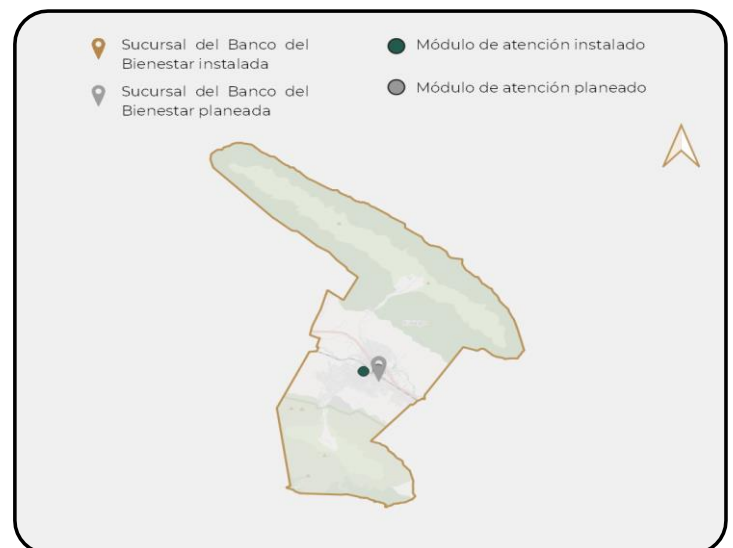 Sucursal del Banco del
Bienestar instalada
Sucursal del Banco del
Bienestar planeada
Módulo de atención instalado
Módulo de atención planeado